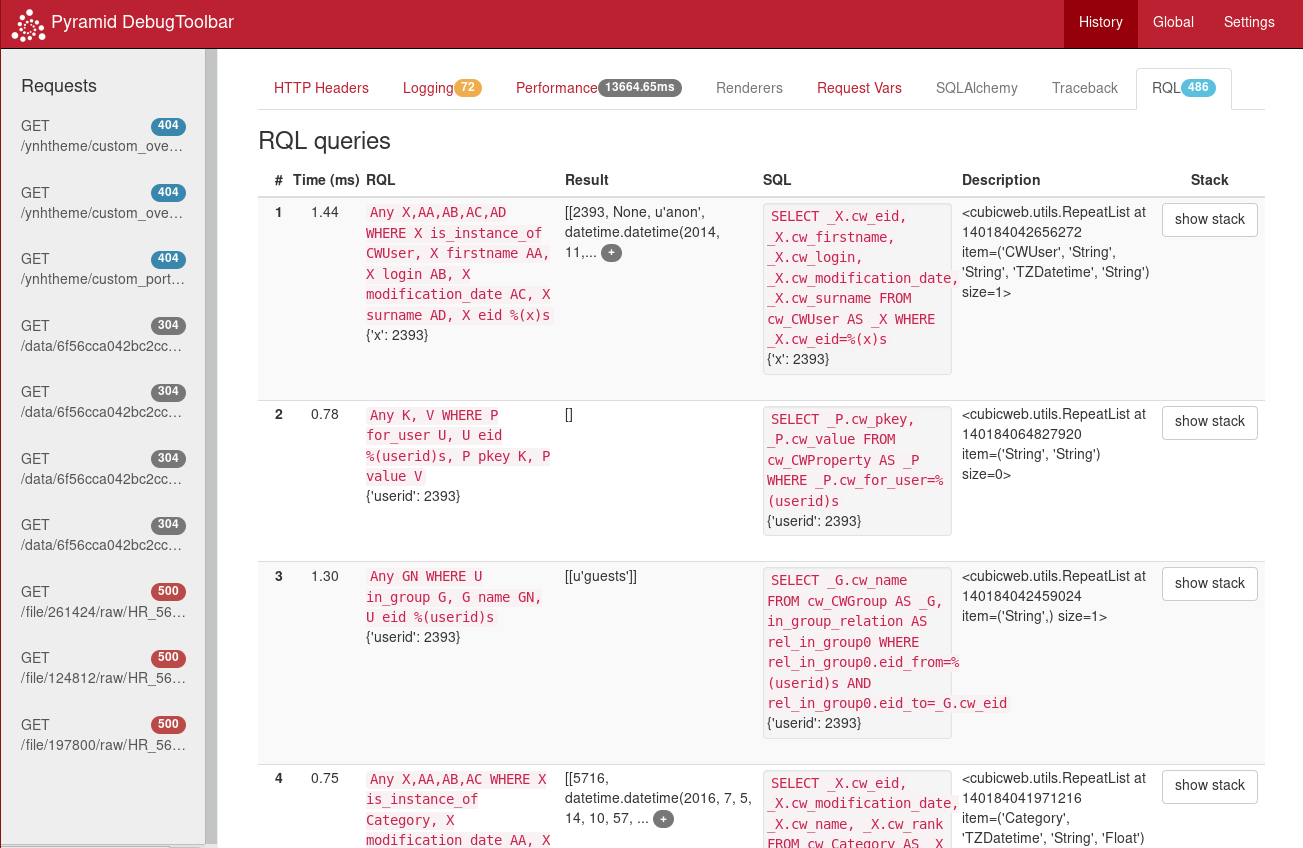 Pyramid DebugToolbar
History Global Settings
Requests
GET 404
/ynhtheme/custom_ove…
GET 404
/ynhtheme/custom_ove…
GET 404
/ynhtheme/custom_port…
GET 304
/data/6f56cca042bc2cc…
GET 304
/data/6f56cca042bc2cc…
GET 304
/data/6f56cca042bc2cc…
GET 304
/data/6f56cca042bc2cc…
GET 500
/file/261424/raw/HR_56…
GET 500
/file/124812/raw/HR_56…
GET 500
/file/197800/raw/HR_56…
HTTP Headers Logging 72 Performance 13664.65ms Renderers Request Vars SQLAlchemy Traceback RQL 486
RQL queries
# Time (ms) RQL Result SQL Description Stack
1 1.44
Any X,AA,AB,AC,AD
WHERE X is_instance_of
CWUser, X firstname AA,
X login AB, X
modification_date AC, X
surname AD, X eid %(x)s
{'x': 2393}
[[2393, None, u'anon',
datetime.datetime(2014,
11,... +
SELECT _X.cw_eid,
_X.cw_firstname,
_X.cw_login,
_X.cw_modification_date,
_X.cw_surname FROM
cw_CWUser AS _X WHERE
_X.cw_eid=%(x)s
{'x': 2393}
<cubicweb.utils.RepeatList at
140184042656272
item=('CWUser', 'String',
'String', 'TZDatetime', 'String')
size=1>
show stack
2 0.78
Any K, V WHERE P
for_user U, U eid
%(userid)s, P pkey K, P
value V
{'userid': 2393}
[]
SELECT _P.cw_pkey,
_P.cw_value FROM
cw_CWProperty AS _P
WHERE _P.cw_for_user=%
(userid)s
{'userid': 2393}
<cubicweb.utils.RepeatList at
140184064827920
item=('String', 'String')
size=0>
show stack
3 1.30
Any GN WHERE U
in_group G, G name GN,
U eid %(userid)s
{'userid': 2393}
[[u'guests']]
SELECT _G.cw_name
FROM cw_CWGroup AS _G,
in_group_relation AS
rel_in_group0 WHERE
rel_in_group0.eid_from=%
(userid)s AND
rel_in_group0.eid_to=_G.cw_eid
{'userid': 2393}
<cubicweb.utils.RepeatList at
140184042459024
item=('String',) size=1>
show stack
4 0.75
Any X,AA,AB,AC WHERE X
is_instance_of
Category, X
modification_date AA, X
[[5716,
datetime.datetime(2016, 7, 5,
14, 10, 57, ... +
SELECT _X.cw_eid,
_X.cw_modification_date,
_X.cw_name, _X.cw_rank
FROM cw_Category AS _X
<cubicweb.utils.RepeatList at
140184041971216
item=('Category',
'TZDatetime', 'String', 'Float')
show stack